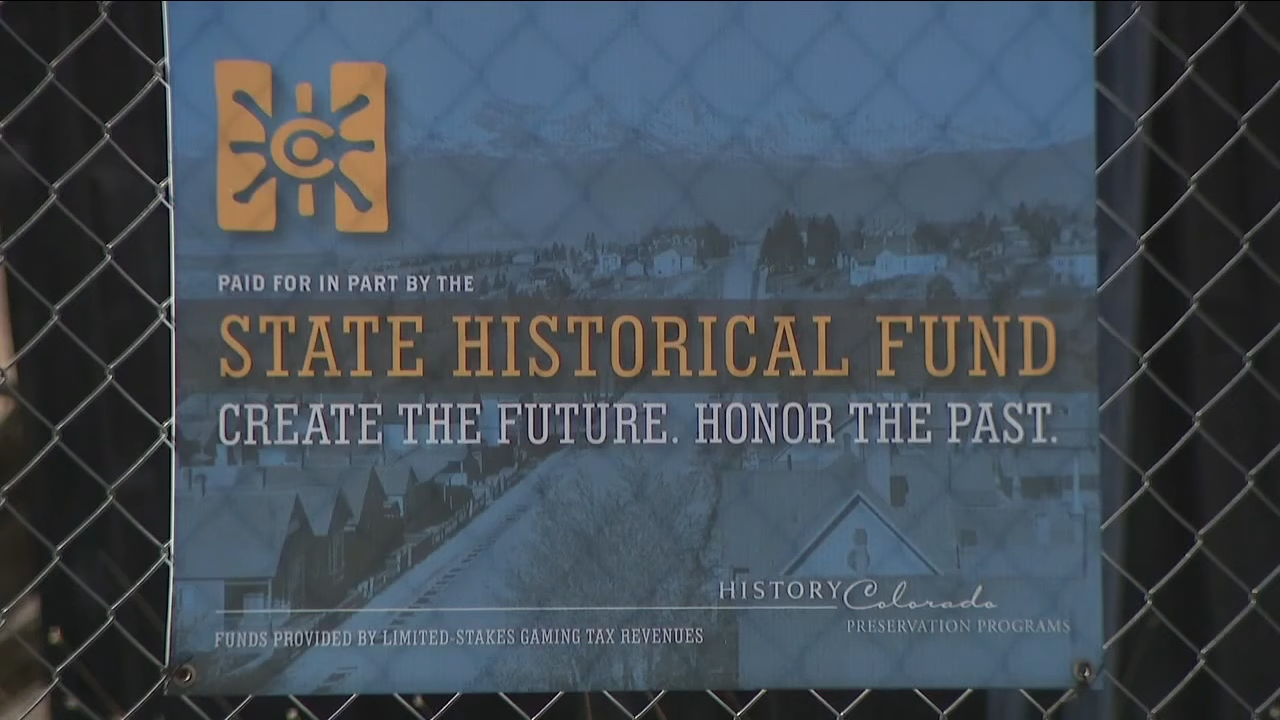 HC
PAID FOR IN PART BY THE
STATE HISTORICAL FUND
CREATE THE FUTURE. HONOR THE PAST.
HISTORY Colorado
PRESERVATION PROGRAMS
FUNDS PROVIDED BY LIMITED-STAKES GAMING TAX REVENUES